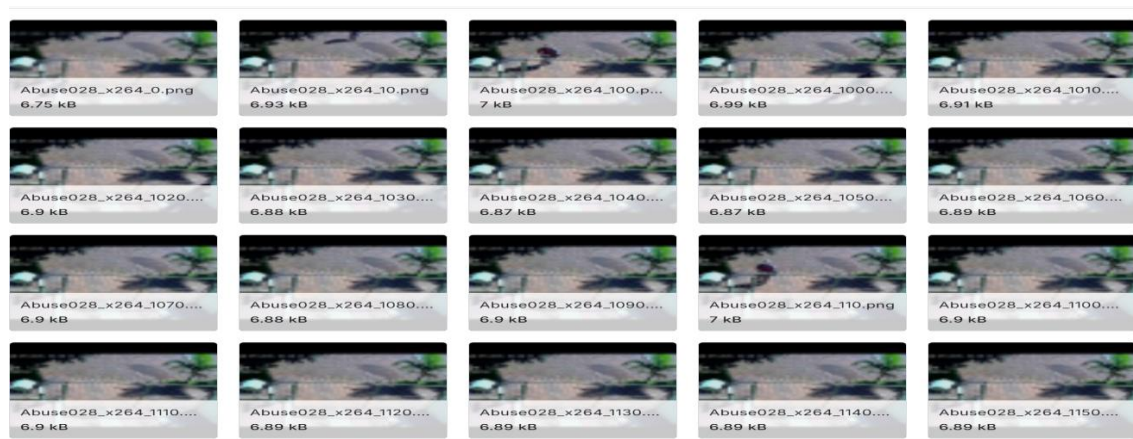 Abuse028_x264_0.png
6.75 kB
Abuse028_x264_10.png
6.93 kB
Abuse028_x264_100.p...
7 kB
Abuse028_x264_1000....
6.99 kB
Abuse028_x264_1010....
6.91 kB
Abuse028_x264_1020....
6.9 kB
Abuse028_x264_1030....
6.88 kB
Abuse028_x264_1040....
6.87 kB
Abuse028_x264_1050....
6.87 kB
Abuse028_x264_1060....
6.89 kB
Abuse028_x264_1070....
6.9 kB
Abuse028_x264_1080....
6.88 kB
Abuse028_x264_1090....
6.9 kB
Abuse028_x264_110.png
7 kB
Abuse028_x264_1100....
6.9 kB
Abuse028_x264_1110....
6.9 kB
Abuse028_x264_1120....
6.89 kB
Abuse028_x264_1130....
6.89 kB
Abuse028_x264_1140....
6.89 kB
Abuse028_x264_1150....
6.89 kB